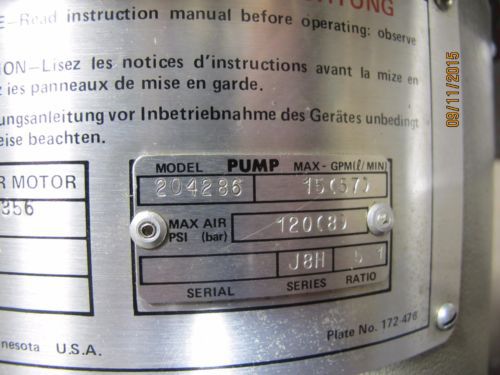 E—Read instruction manual before operating: observe
ON—Lisez les notices d'instructions avant la mize en
ies panneaux de mise en garde.
ungsanleitung vor Inbetriebnahme des Gerätes unbedingt
eise beachten.
R MOTOR
356
MODEL PUMP MAX - GPM(ℓ/MIN)
204286 15(57)
MAX AIR PSI (bar) 120(8)
J8H 1
SERIAL SERIES RATIO
Plate No. 172-476
nesota U.S.A.
09/11/2015